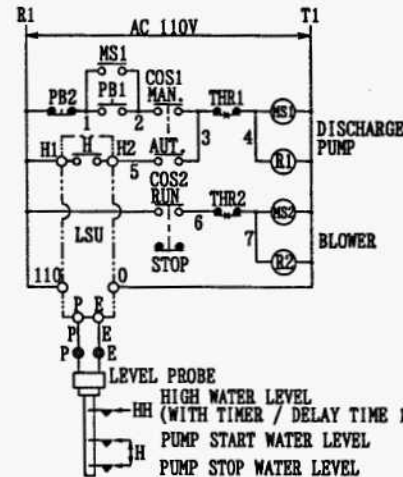 R1 T1
AC 110V
MS1
PB2 PB1 COS1 MAN. THR1 MS1
1 2 3 4
H1 H H2 AUT. R1 DISCHARGE PUMP
5
COS2
RUN THR2 MS2
LSU 6 7 BLOWER
STOP R2
110 0
P E
P E
P E
LEVEL PROBE
HIGH WATER LEVEL
HH (WITH TIMER / DELAY TIME
PUMP START WATER LEVEL
H
PUMP STOP WATER LEVEL